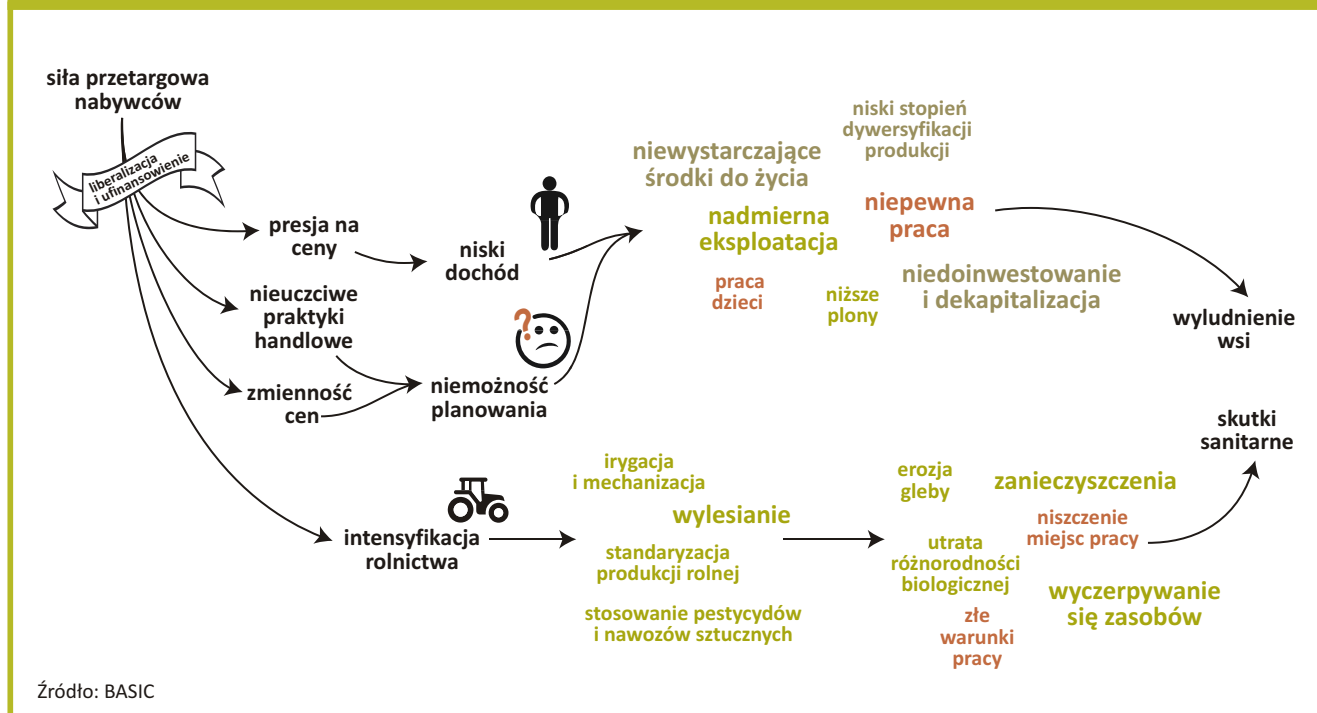 siła przetargowa
nabywców
liberalizacja
i ufinansowienie
presja na
ceny
nieuczciwe
praktyki
handlowe
zmienność
cen
niski
dochód
?
niemożność
planowania
niewystarczające
środki do życia
niski stopień
dywersyfikacji
produkcji
nadmierna
eksploatacja
niepewna
praca
praca
dzieci
niższe
plony
niedoinwestowanie
i dekapitalizacja
wyludnienie
wsi
intensyfikacja
rolnictwa
irygacja
i mechanizacja
wylesianie
standaryzacja
produkcji rolnej
stosowanie pestycydów
i nawozów sztucznych
erozja
gleby
zanieczyszczenia
niszczenie
miejsc pracy
utrata
różnorodności
biologicznej
wyczerpywanie
się zasobów
złe
warunki
pracy
skutki
sanitarne
Źródło: BASIC